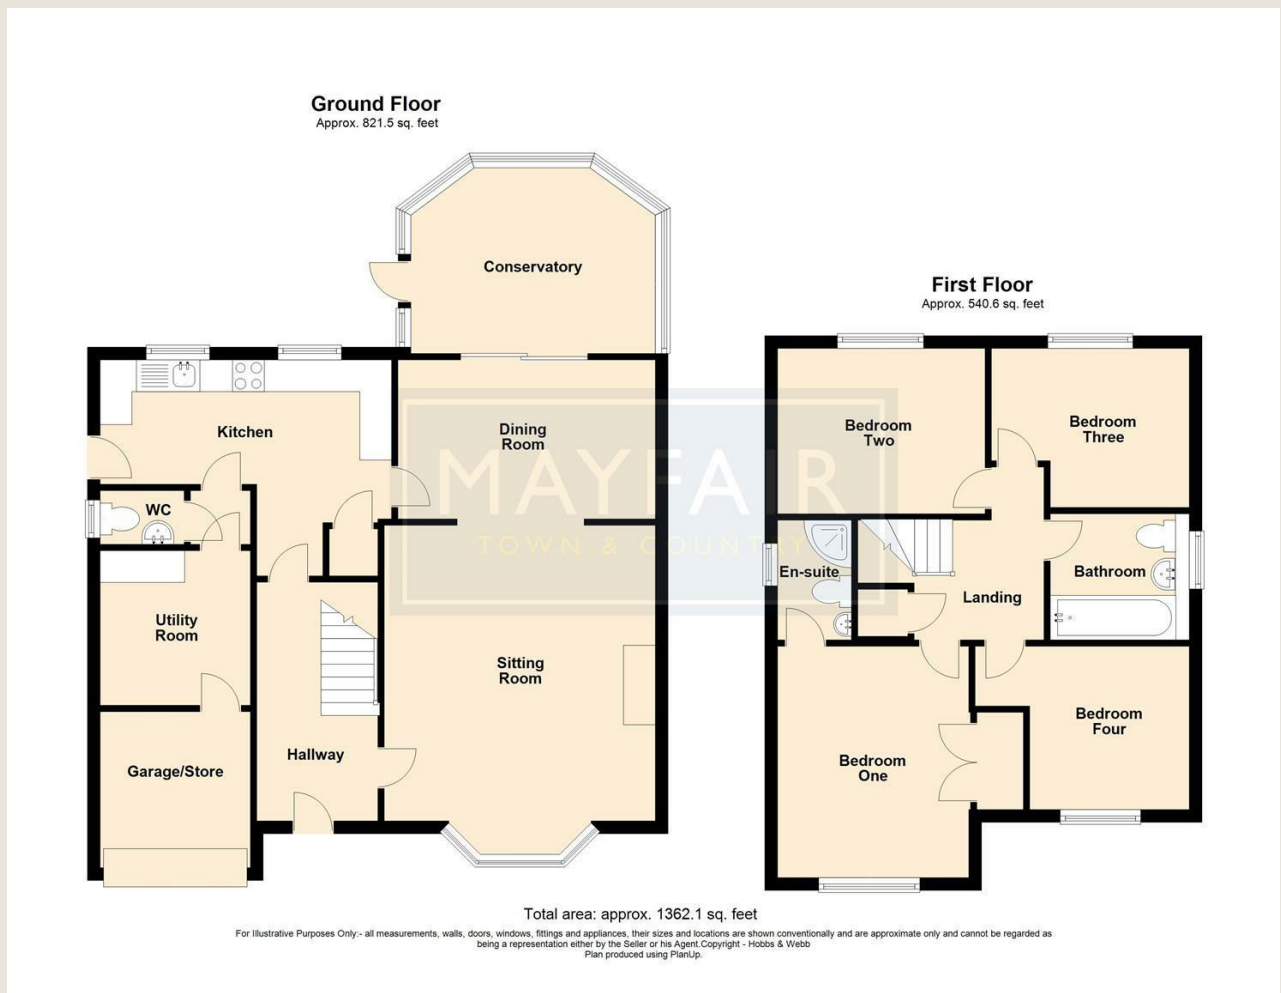 Ground Floor
Approx. 821.5 sq. feet
Conservatory
Kitchen
Dining
Room
WC
Utility
Room
Sitting
Room
Hallway
Garage/Store
First Floor
Approx. 540.6 sq. feet
Bedroom
Two
Bedroom
Three
En-suite
Bathroom
Landing
Bedroom
One
Bedroom
Four
MAYFAIR
TOWN & COUNTRY
Total area: approx. 1362.1 sq. feet
For Illustrative Purposes Only:- all measurements, walls, doors, windows, fittings and appliances, their sizes and locations are shown conventionally and are approximate only and cannot be regarded as
being a representation either by the Seller or his Agent.Copyright - Hobbs & Webb
Plan produced using PlanUp.